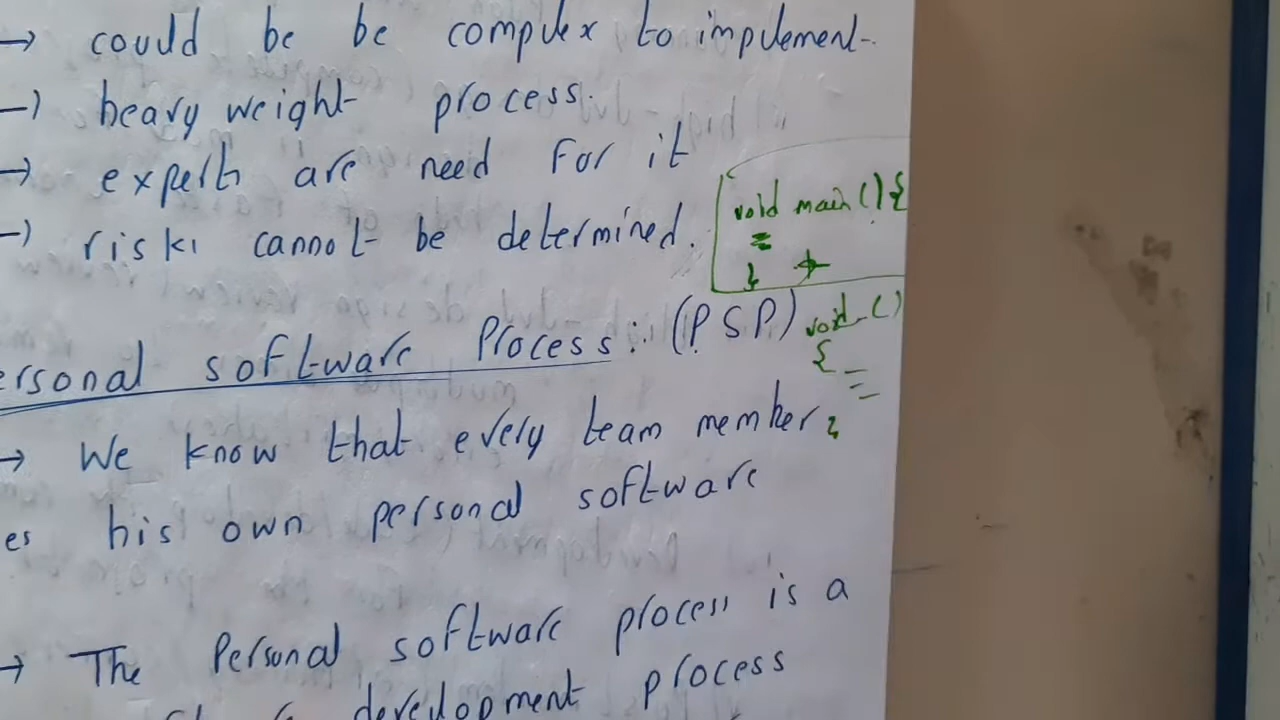 → could be be complex to implement.
→ heavy weight process.
→ experts are need for it
→ risks cannot be determined.
void main () {
}
ersonal software Process: (PSP)
void ()
{
}
→ We know that every team member
es his own personal software
→ The Personal software process is a
development process